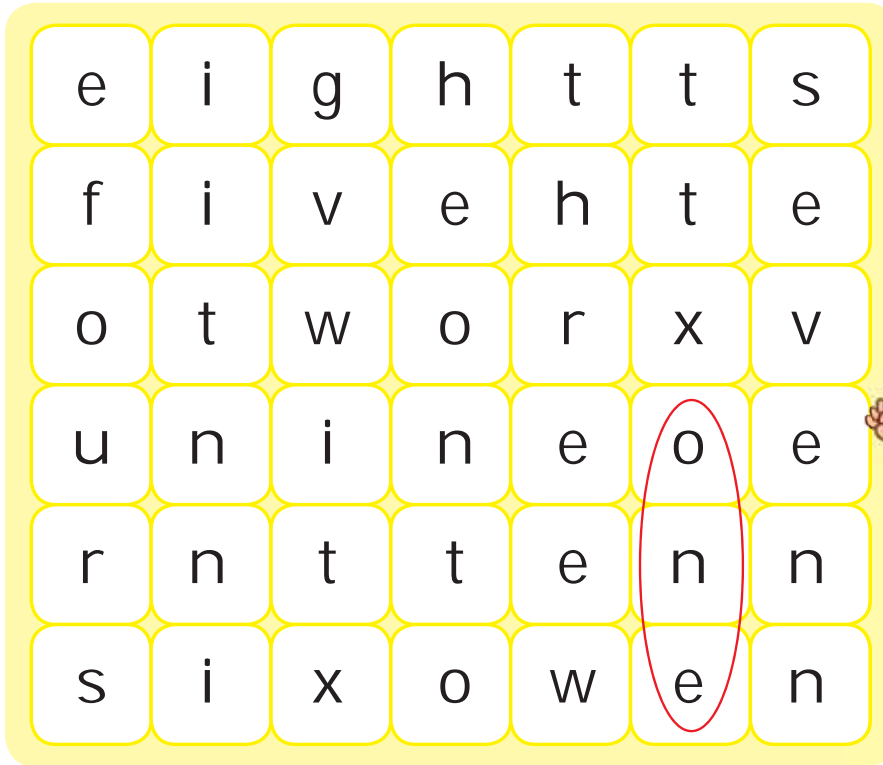 e i g h t t s
f i v e h t e
o t w o r x v
u n i n e o e
r n t t e n n
s i x o w e n